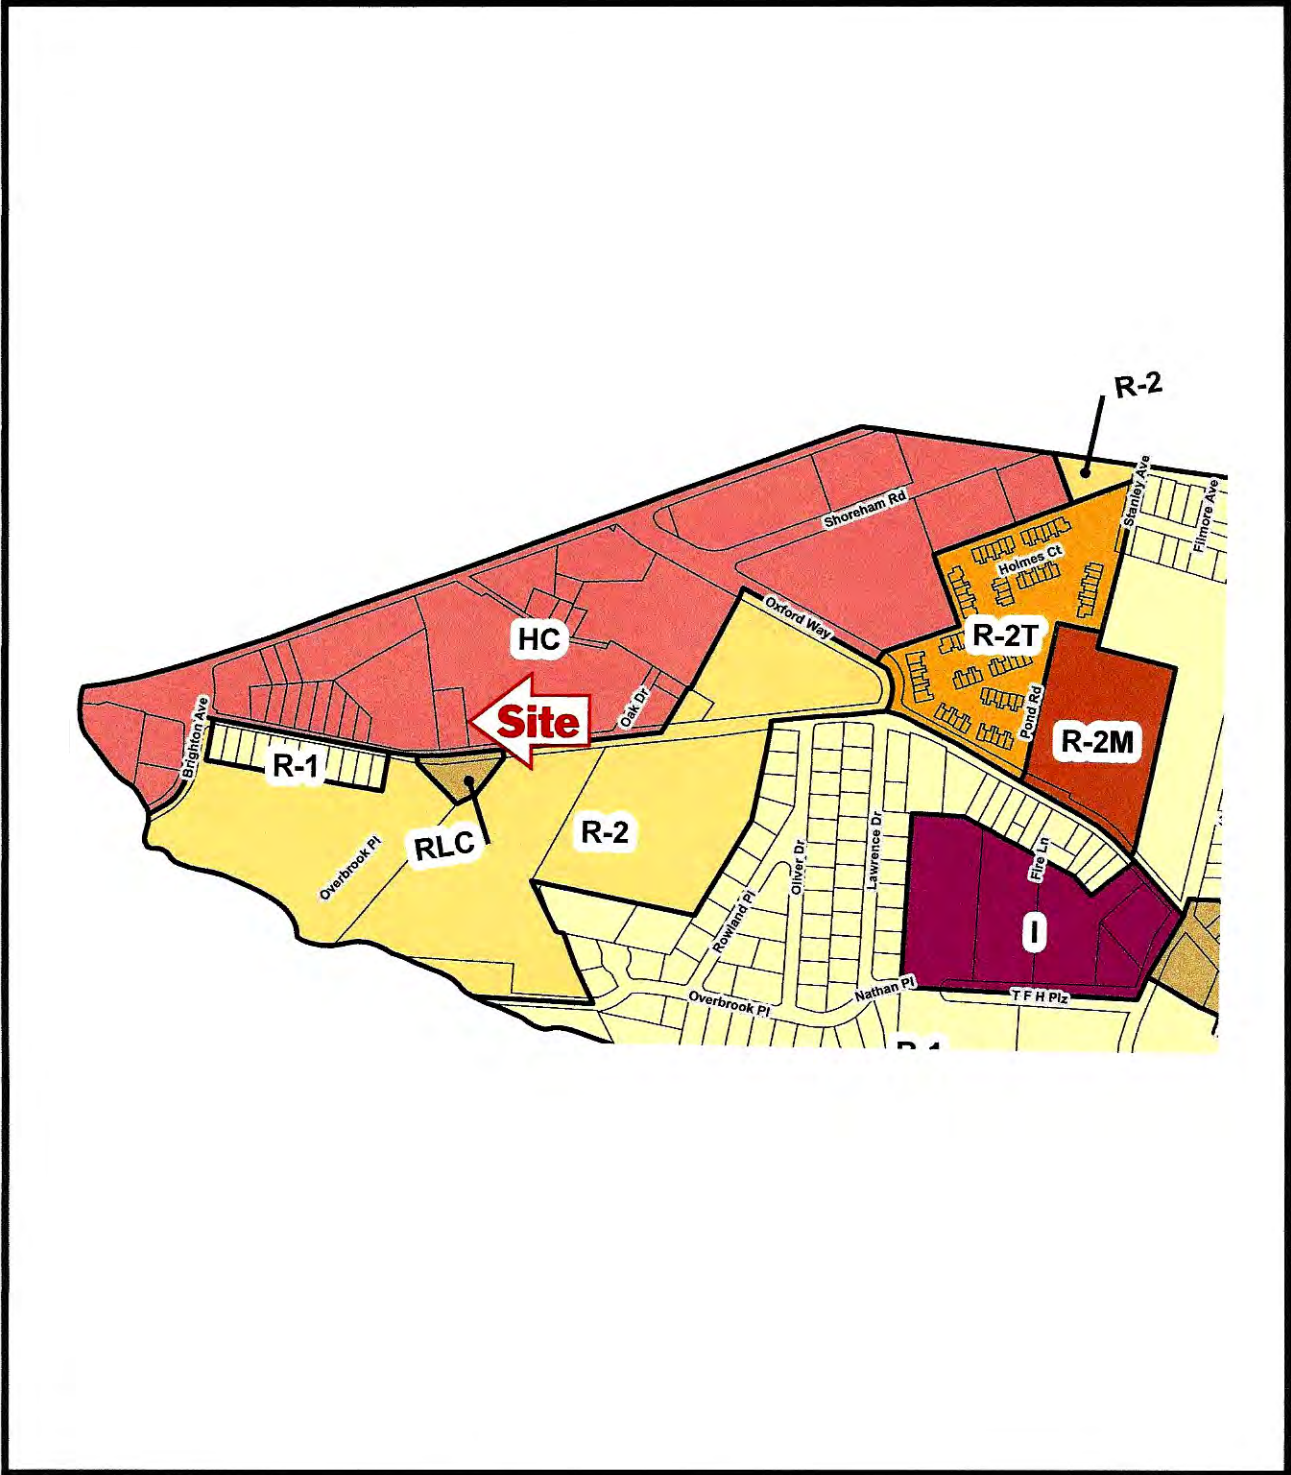 R-2
Stanley Ave
Filmore Ave
Shoreham Rd
Holmes Ct
Oxford Way
HC
R-2T
Oak Dr
Site
Pond Rd
Brighton Ave
R-2M
R-1
RLC
R-2
Overbrook Pl
Oliver Dr
Lawrence Dr
Fire Ln
Rowland Pl
I
Overbrook Pl
Nathan Pl
T F H Plz